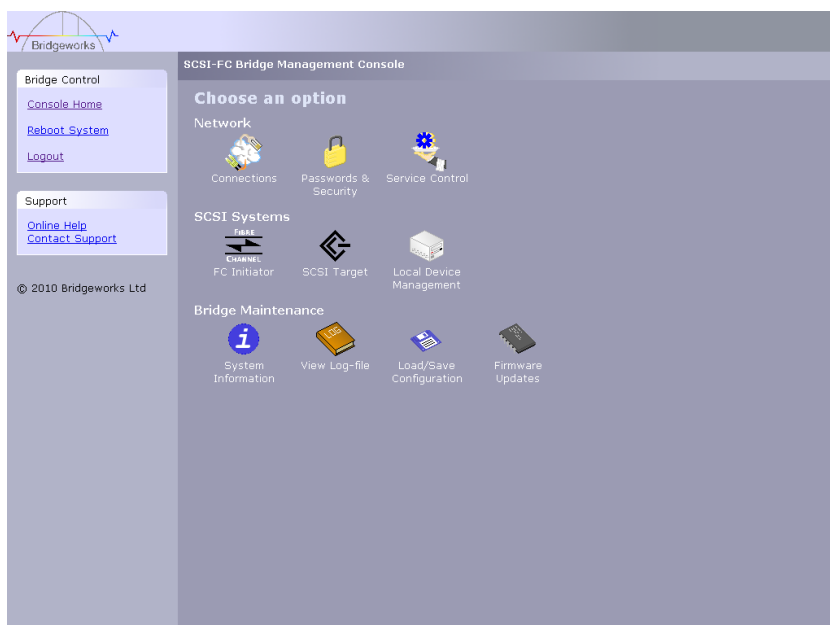 Bridgeworks
SCSI-FC Bridge Management Console
Bridge Control
Console Home
Reboot System
Logout
Support
Online Help
Contact Support
© 2010 Bridgeworks Ltd
Choose an option
Network
Connections
Passwords &
Security
Service Control
SCSI Systems
FIBRE
CHANNEL
FC Initiator
SCSI Target
Local Device
Management
Bridge Maintenance
i
System
Information
LOG
View Log-file
Load/Save
Configuration
Firmware
Updates